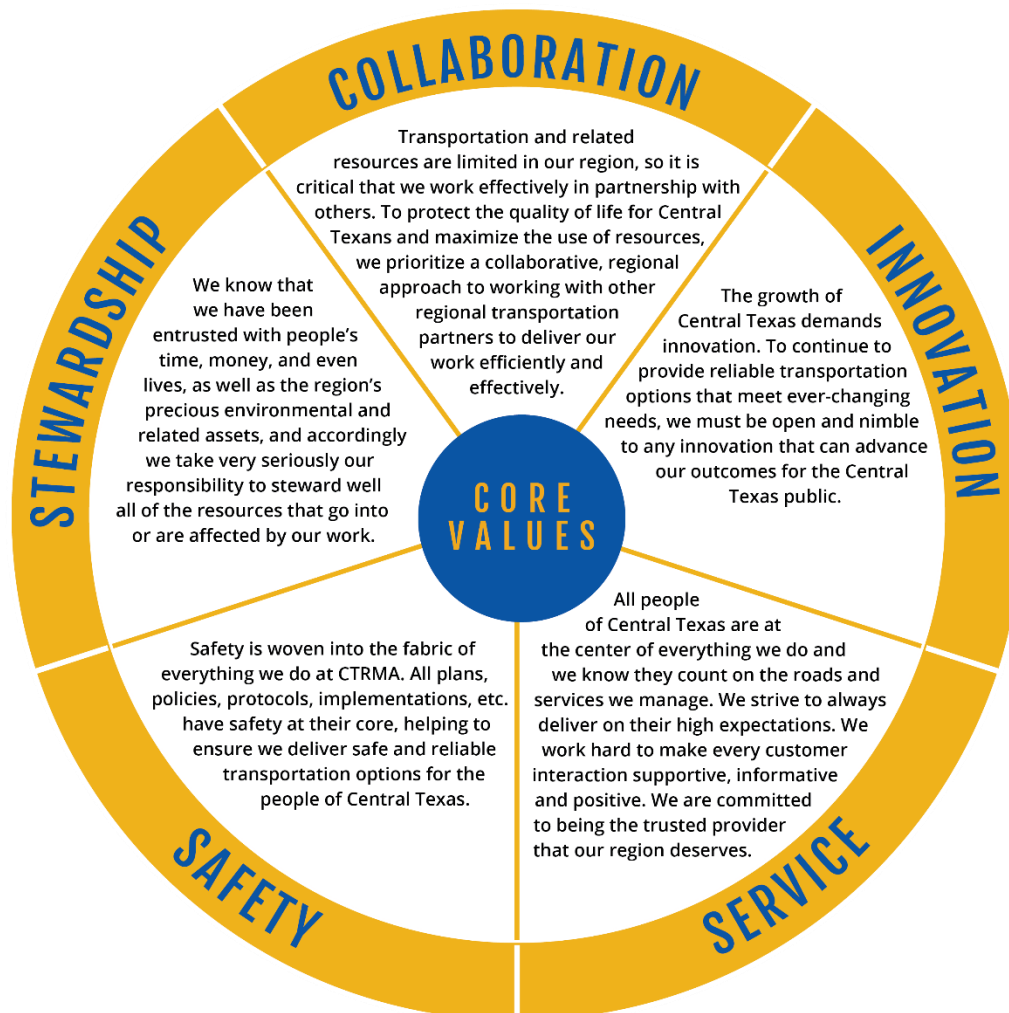 COLLABORATION
Transportation and related
resources are limited in our region, so it is
critical that we work effectively in partnership with
others. To protect the quality of life for Central
Texans and maximize the use of resources,
we prioritize a collaborative, regional
approach to working with other
regional transportation
partners to deliver our
work efficiently and
effectively.
INNOVATION
The growth of
Central Texas demands
innovation. To continue to
provide reliable transportation
options that meet ever-changing
needs, we must be open and nimble
to any innovation that can advance
our outcomes for the Central
Texas public.
SERVICE
All people
of Central Texas are at
the center of everything we do and
we know they count on the roads and
services we manage. We strive to always
deliver on their high expectations. We
work hard to make every customer
interaction supportive, informative
and positive. We are committed
to being the trusted provider
that our region deserves.
SAFETY
Safety is woven into the fabric of
everything we do at CTRMA. All plans,
policies, protocols, implementations, etc.
have safety at their core, helping to
ensure we deliver safe and reliable
transportation options for the
people of Central Texas.
STEWARDSHIP
We know that
we have been
entrusted with people's
time, money, and even
lives, as well as the region's
precious environmental and
related assets, and accordingly
we take very seriously our
responsibility to steward well
all of the resources that go into
or are affected by our work.
CORE
VALUES